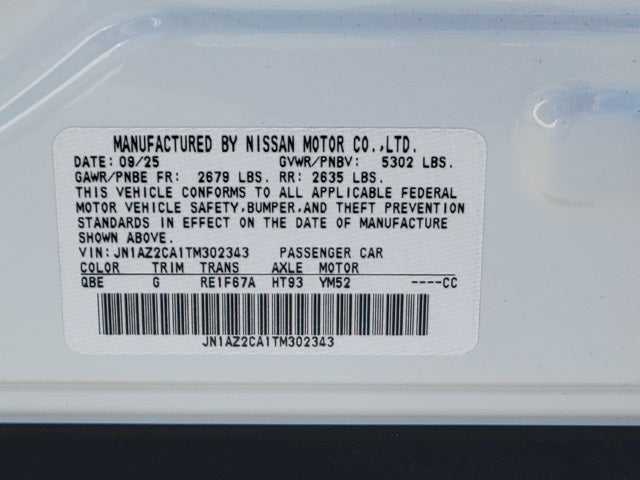 MANUFACTURED BY NISSAN MOTOR CO.,LTD.
DATE: 09/25 GVWR/PNBV: 5302 LBS.
GAWR/PNBE FR: 2679 LBS. RR: 2635 LBS.
THIS VEHICLE CONFORMS TO ALL APPLICABLE FEDERAL
MOTOR VEHICLE SAFETY,BUMPER,AND THEFT PREVENTION
STANDARDS IN EFFECT ON THE DATE OF MANUFACTURE
SHOWN ABOVE.
VIN: JN1AZ2CA1TM302343 PASSENGER CAR
COLOR TRIM TRANS AXLE MOTOR
QBE G RE1F67A HT93 YM52 ----CC
JN1AZ2CA1TM302343